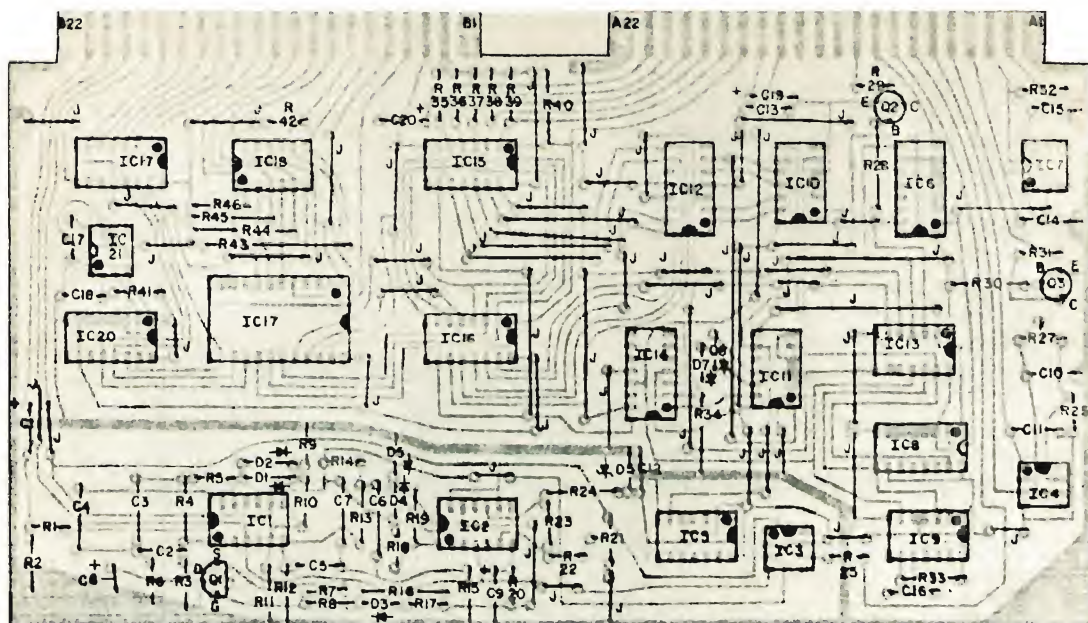 B22 B1 A22 A1
R 35 R 36 R 37 R 38 R 39 R40 R 29 R32
J R 42 C20 J C19 C13 J E Q2 C B C15
IC17 IC18 J IC15 J J IC12 J J IC10 R28 IC6 IC7
J R46 J J J
R45 R44 J C14
C17 IC 21 J R43 J J J J R31
B E Q3 C
C18 R41 J J J R30
IC20 J IC17 IC16 J IC14 D7 IC11 J IC13 R27
J J J C10
J R34 R25
J J R9 D5 J IC8 C11
D2 R14 J J J J
R5 D1 D4 R24 IC4
C4 C3 R4 IC1 R10 C7 R13 C6 R19 IC2 R23 IC5 J IC9 J
R1 R18 R21 IC3
R2 C2 S C5 R 22 R 25
C8 R6 R3 D Q1 G R12 R7 R16 R15 C9 R 20 J R33
R11 R8 D3 R17 J J C16